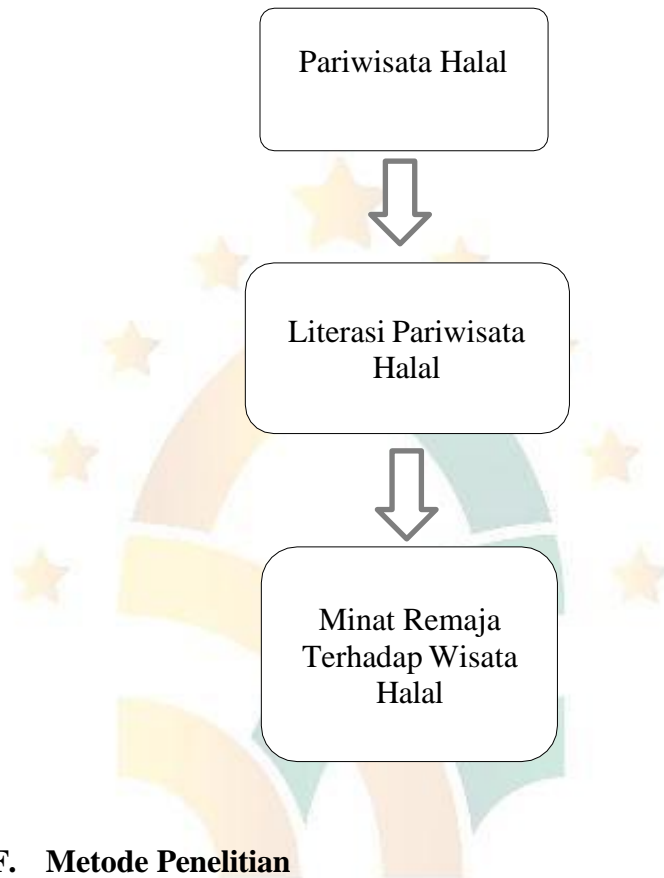 Pariwisata Halal
Literasi Pariwisata
Halal
Minat Remaja
Terhadap Wisata
Halal
F. Metode Penelitian